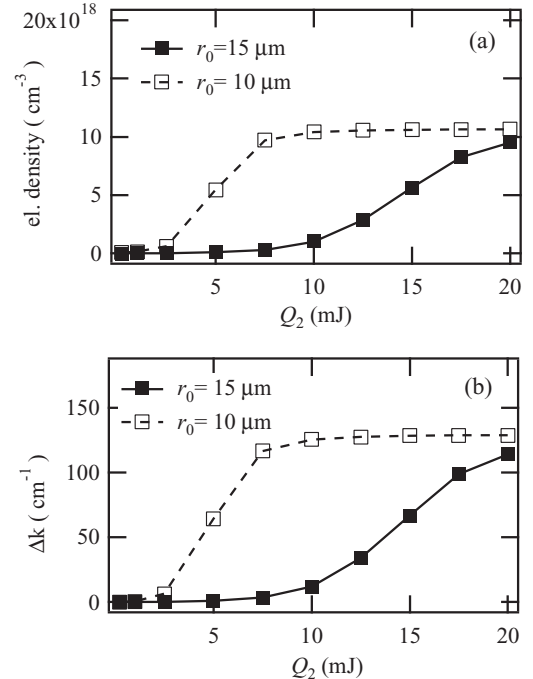 20x10^18
(a)
r0=15 µm
r0= 10 µm
15
10
5
0
el. density ( cm^-3 )
5 10 15 20
Q2 (mJ)
(b)
r0= 15 µm
r0= 10 µm
150
100
50
0
Δk ( cm^-1 )
5 10 15 20
Q2 (mJ)